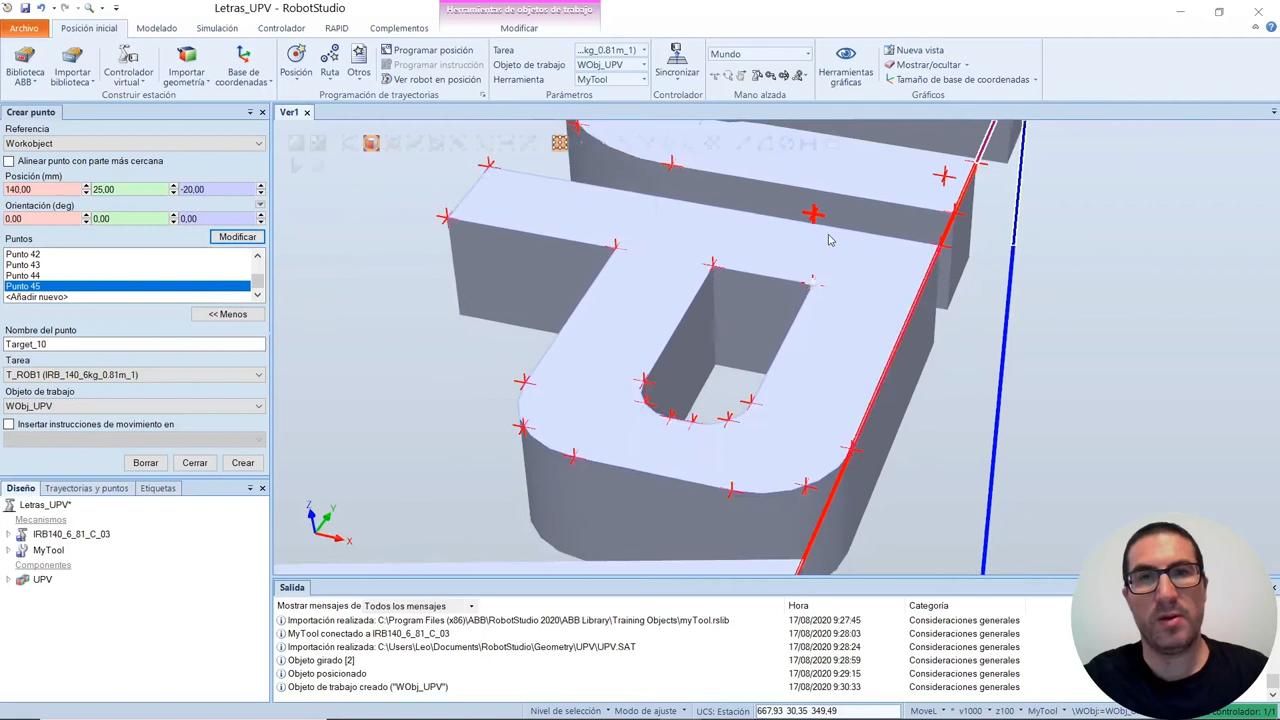 Letras_UPV - RobotStudio
Herramientas de objetos de trabajo
Archivo
Posición inicial
Modelado
Simulación
Controlador
RAPID
Complementos
Modificar
Biblioteca ABB
Importar biblioteca
Controlador virtual
Importar geometría
Base de coordenadas
Construir estación
Posición
Ruta
Otros
Programar posición
Programar instrucción
Ver robot en posición
Programación de trayectorias
Tarea
...kg_0.81m_1)
Objeto de trabajo
WObj_UPV
Herramienta
MyTool
Parámetros
Sincronizar
Controlador
Mundo
Mano alzada
Herramientas gráficas
Nueva vista
Mostrar/ocultar
Tamaño de base de coordenadas
Gráficos
Crear punto
Referencia
Workobject
Alinear punto con parte más cercana
Posición (mm)
140,00 25,00 -20,00
Orientación (deg)
0,00 0,00 0,00
Puntos
Modificar
Punto 42
Punto 43
Punto 44
Punto 45
<Añadir nuevo>
<< Menos
Nombre del punto
Target_10
Tarea
T_ROB1 (IRB_140_6kg_0.81m_1)
Objeto de trabajo
WObj_UPV
Insertar instrucciones de movimiento en
Borrar
Cerrar
Crear
Diseño
Trayectorias y puntos
Etiquetas
Letras_UPV*
Mecanismos
IRB140_6_81_C_03
MyTool
Componentes
UPV
Ver1
Z
Y
X
Salida
Mostrar mensajes de Todos los mensajes
Hora
Categoría
Importación realizada: C:\Program Files (x86)\ABB\RobotStudio 2020\ABB Library\Training Objects\myTool.rslib 17/08/2020 9:27:45 Consideraciones generales
MyTool conectado a IRB140_6_81_C_03 17/08/2020 9:28:03 Consideraciones generales
Importación realizada: C:\Users\Leo\Documents\RobotStudio\Geometry\UPV\UPV.SAT 17/08/2020 9:28:59 Consideraciones generales
Objeto girado [2] 17/08/2020 9:28:59 Consideraciones generales
Objeto posicionado 17/08/2020 9:29:15 Consideraciones generales
Objeto de trabajo creado ("WObj_UPV") 17/08/2020 9:30:33 Consideraciones generales
Nivel de selección
Modo de ajuste
UCS: Estación
667,93 30,35 349,49
MoveL * v1000 z100 MyTool \WObj:=WObj_
controlador: 1/1